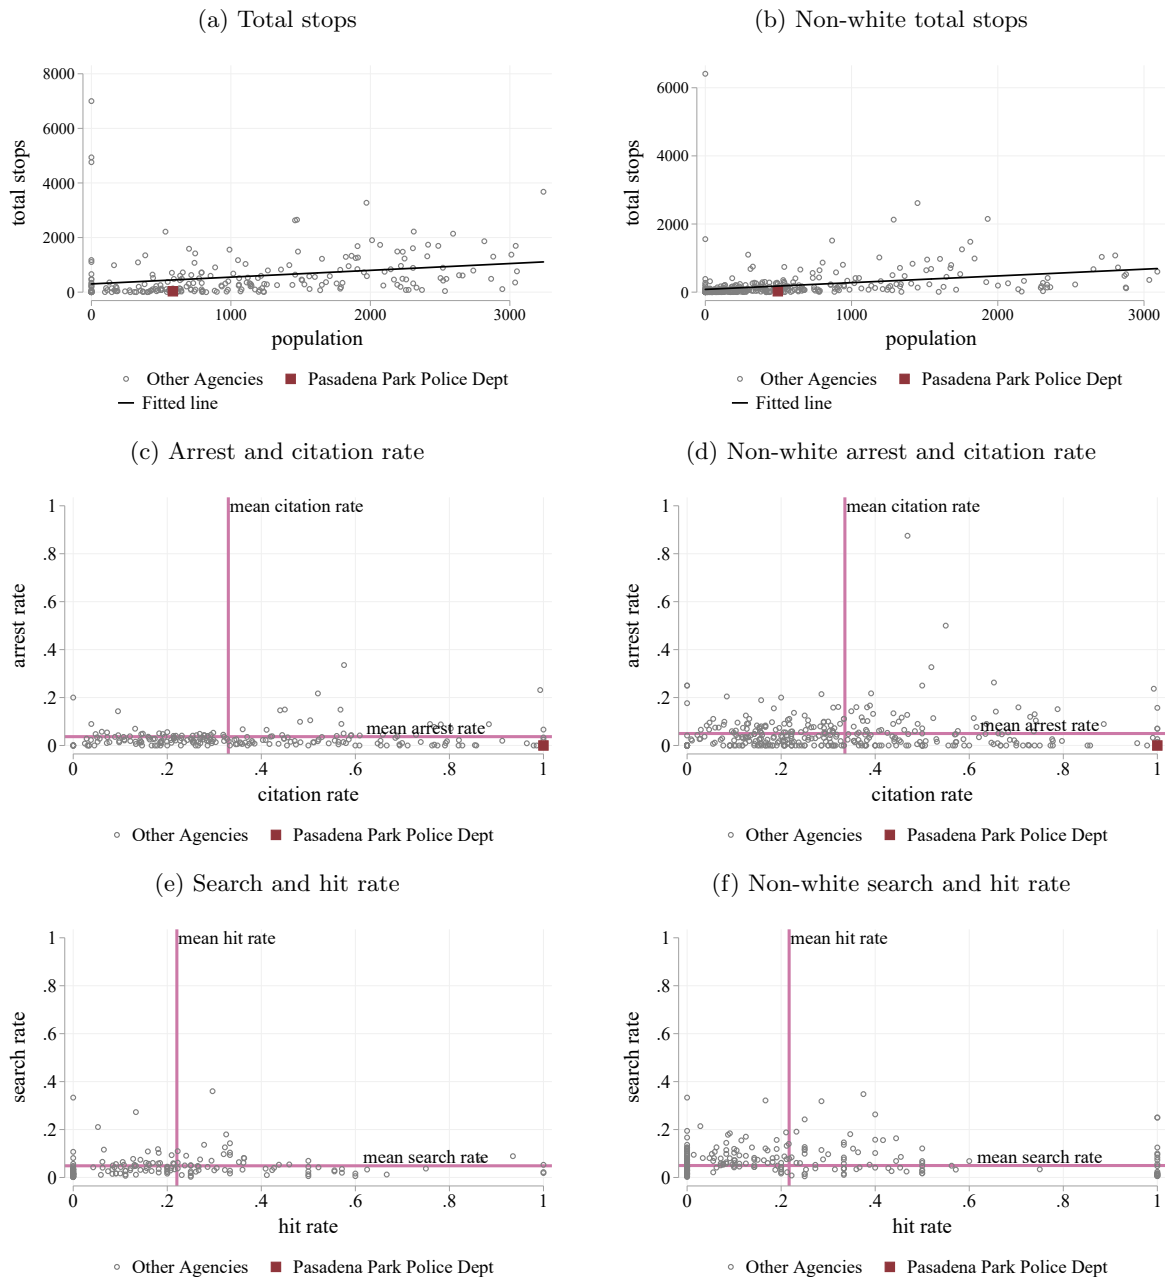 (a) Total stops
(b) Non-white total stops
total stops
8000
6000
4000
2000
0
0 1000 2000 3000
population
Other Agencies Pasadena Park Police Dept
Fitted line
total stops
6000
4000
2000
0
0 1000 2000 3000
population
Other Agencies Pasadena Park Police Dept
Fitted line
(c) Arrest and citation rate
(d) Non-white arrest and citation rate
arrest rate
1
.8
.6
.4
.2
0
mean citation rate
mean arrest rate
0 .2 .4 .6 .8 1
citation rate
Other Agencies Pasadena Park Police Dept
arrest rate
1
.8
.6
.4
.2
0
mean citation rate
mean arrest rate
0 .2 .4 .6 .8 1
citation rate
Other Agencies Pasadena Park Police Dept
(e) Search and hit rate
(f) Non-white search and hit rate
search rate
1
.8
.6
.4
.2
0
mean hit rate
mean search rate
0 .2 .4 .6 .8 1
hit rate
Other Agencies Pasadena Park Police Dept
search rate
1
.8
.6
.4
.2
0
mean hit rate
mean search rate
0 .2 .4 .6 .8 1
hit rate
Other Agencies Pasadena Park Police Dept